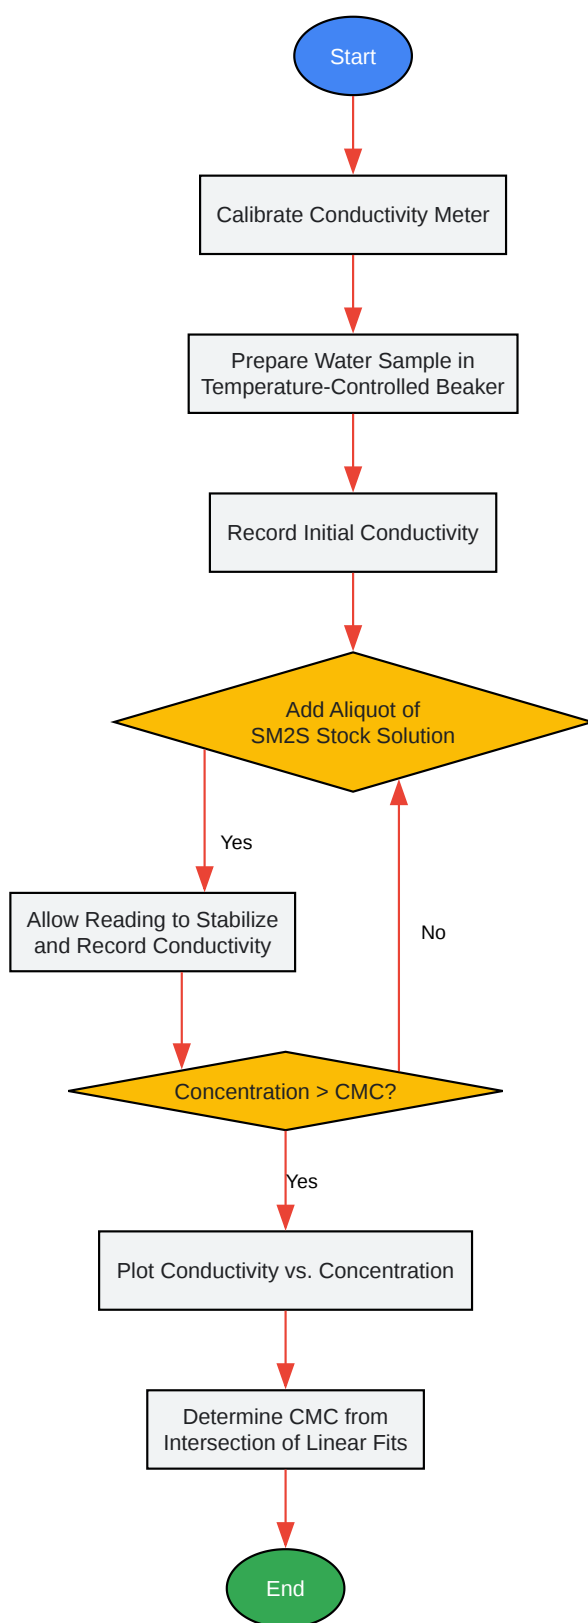 Start
Calibrate Conductivity Meter
Prepare Water Sample in
Temperature-Controlled Beaker
Record Initial Conductivity
Add Aliquot of
SM2S Stock Solution
Yes
Allow Reading to Stabilize
and Record Conductivity
No
Concentration > CMC?
Yes
Plot Conductivity vs. Concentration
Determine CMC from
Intersection of Linear Fits
End